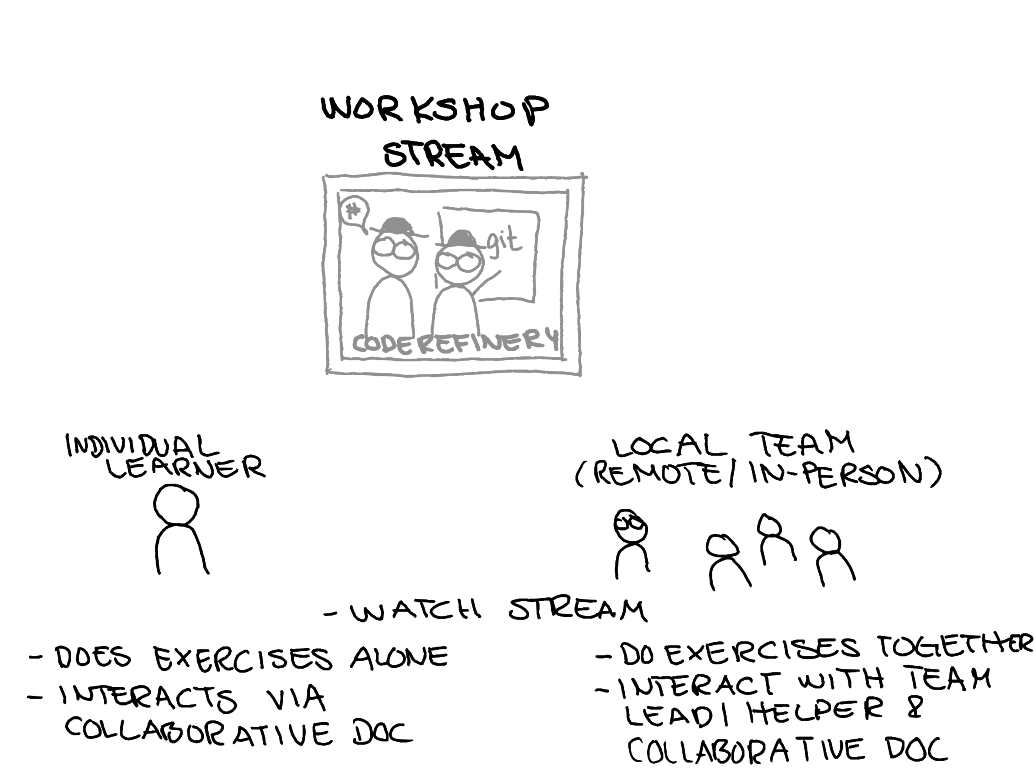 WORKSHOP
STREAM
#
git
CODEREFINERY
INDIVIDUAL
LEARNER
LOCAL TEAM
(REMOTE/IN-PERSON)
- WATCH STREAM
- DOES EXERCISES ALONE
- INTERACTS VIA
COLLABORATIVE DOC
- DO EXERCISES TOGETHER
- INTERACT WITH TEAM
LEAD/HELPER &
COLLABORATIVE DOC